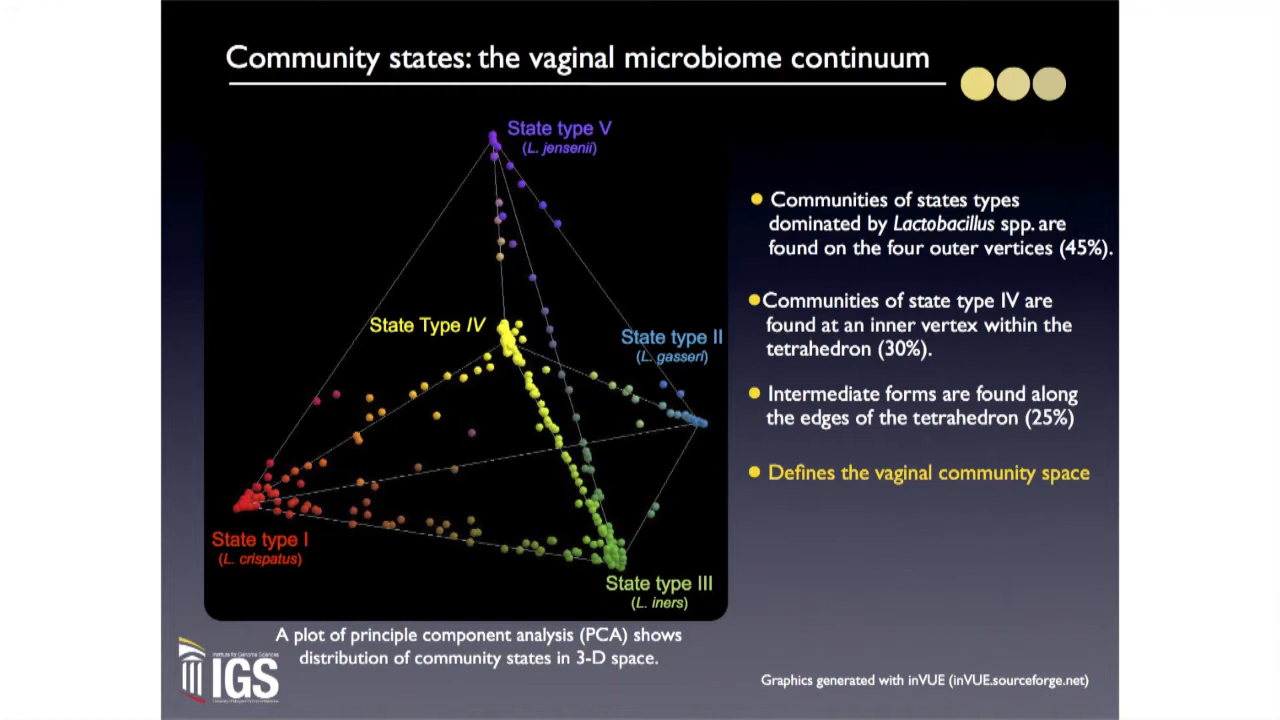 Community states: the vaginal microbiome continuum
State type V
(L. jensenii)
State Type IV
State type II
(L. gasseri)
State type I
(L. crispatus)
State type III
(L. iners)
Communities of states types
dominated by Lactobacillus spp. are
found on the four outer vertices (45%).
Communities of state type IV are
found at an inner vertex within the
tetrahedron (30%).
Intermediate forms are found along
the edges of the tetrahedron (25%)
Defines the vaginal community space
A plot of principle component analysis (PCA) shows
distribution of community states in 3-D space.
Institute for Genome Sciences
IGS
Graphics generated with inVUE (inVUE.sourceforge.net)